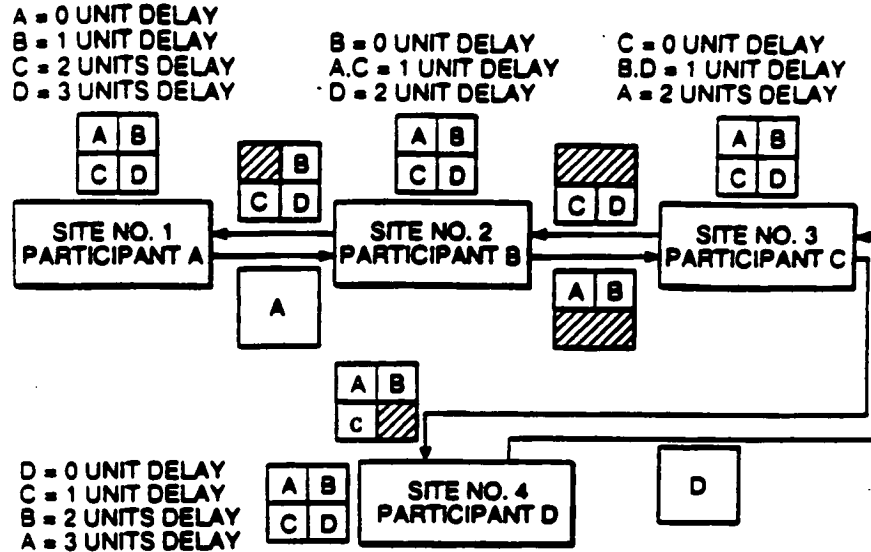 A = 0 UNIT DELAY
B = 1 UNIT DELAY
C = 2 UNITS DELAY
D = 3 UNITS DELAY
B = 0 UNIT DELAY
A.C = 1 UNIT DELAY
D = 2 UNIT DELAY
C = 0 UNIT DELAY
B.D = 1 UNIT DELAY
A = 2 UNITS DELAY
A B
C D
B
C D
A B
C D
C D
A B
C D
SITE NO. 1
PARTICIPANT A
SITE NO. 2
PARTICIPANT B
SITE NO. 3
PARTICIPANT C
A
A B
A B
C
D = 0 UNIT DELAY
C = 1 UNIT DELAY
B = 2 UNITS DELAY
A = 3 UNITS DELAY
A B
C D
SITE NO. 4
PARTICIPANT D
D